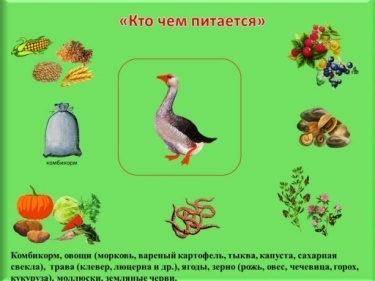 «Кто чем питается»
комбикорм
Комбикорм, овощи (морковь, вареный картофель, тыква, капуста, сахарная
свекла),  трава (клевер, люцерна и др.), ягоды, зерно (рожь, овес, чечевица, горох,
кукуруза), моллюски, земляные черви.